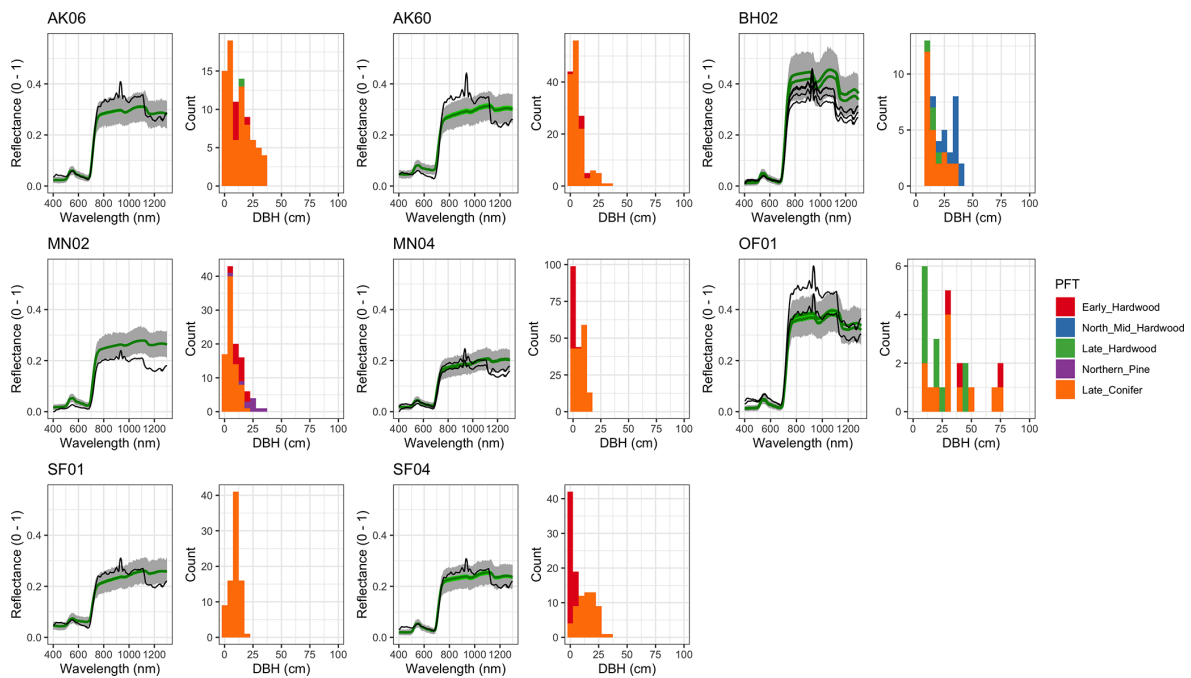 AK06
AK60
BH02
Reflectance (0 - 1)
0.4
0.2
0.0
400 600 800 1000 1200
Wavelength (nm)
Count
15
10
5
0
0 25 50 75 100
DBH (cm)
Reflectance (0 - 1)
0.4
0.2
0.0
400 600 800 1000 1200
Wavelength (nm)
Count
40
20
0
0 25 50 75 100
DBH (cm)
Reflectance (0 - 1)
0.4
0.2
0.0
400 600 800 1000 1200
Wavelength (nm)
Count
10
5
0
0 25 50 75 100
DBH (cm)
MN02
MN04
OF01
Reflectance (0 - 1)
0.4
0.2
0.0
400 600 800 1000 1200
Wavelength (nm)
Count
40
30
20
10
0
0 25 50 75 100
DBH (cm)
Reflectance (0 - 1)
0.4
0.2
0.0
400 600 800 1000 1200
Wavelength (nm)
Count
100
75
50
25
0
0 25 50 75 100
DBH (cm)
Reflectance (0 - 1)
0.4
0.2
0.0
400 600 800 1000 1200
Wavelength (nm)
Count
6
4
2
0
0 25 50 75 100
DBH (cm)
PFT
Early_Hardwood
North_Mid_Hardwood
Late_Hardwood
Northern_Pine
Late_Conifer
SF01
SF04
Reflectance (0 - 1)
0.4
0.2
0.0
400 600 800 1000 1200
Wavelength (nm)
Count
40
30
20
10
0
0 25 50 75 100
DBH (cm)
Reflectance (0 - 1)
0.4
0.2
0.0
400 600 800 1000 1200
Wavelength (nm)
Count
40
30
20
10
0
0 25 50 75 100
DBH (cm)